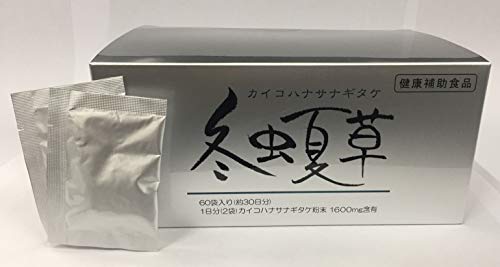 カイコハナサナギタケ
健康補助食品
冬虫夏草
60袋入り(約30日分)
1日分(2袋)カイコハナサナギタケ粉末 1600mg含有